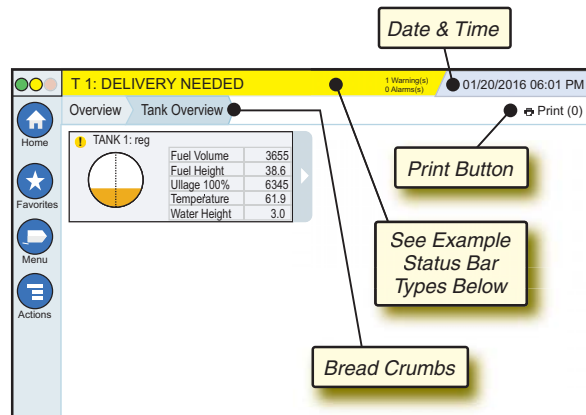 Date & Time
T 1: DELIVERY NEEDED
1 Warning(s)
0 Alarms(s)
01/20/2016 06:01 PM
Overview
Tank Overview
Print (0)
Home
Favorites
Menu
Actions
! TANK 1: reg
Fuel Volume 3655
Fuel Height 38.6
Ullage 100% 6345
Temperature 61.9
Water Height 3.0
Print Button
See Example
Status Bar
Types Below
Bread Crumbs